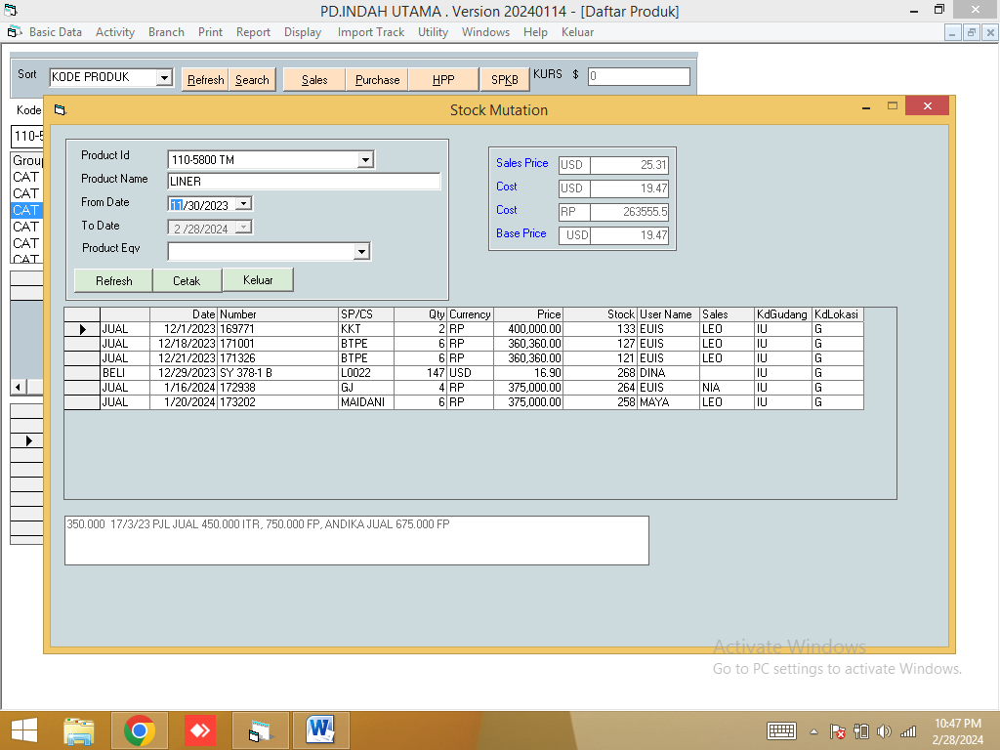 PD.INDAH UTAMA . Version 20240114 - [Daftar Produk]
Basic Data Activity Branch Print Report Display Import Track Utility Windows Help Keluar
Sort KODE PRODUK Refresh Search Sales Purchase HPP SPKB KURS $ 0
Kode
110-5
Group
CAT
CAT
CAT
CAT
CAT
CAT
Stock Mutation
Product Id 110-5800 TM
Product Name LINER
From Date 11/30/2023
To Date 2 /28/2024
Product Eqv
Refresh Cetak Keluar
Sales Price USD 25.31
Cost USD 19.47
Cost RP 263555.5
Base Price USD 19.47
Date Number SP/CS Qty Currency Price Stock User Name Sales KdGudang KdLokasi
JUAL 12/1/2023 169771 KKT 2 RP 400,000.00 133 EUIS LEO IU G
JUAL 12/18/2023 171001 BTPE 6 RP 360,360.00 127 EUIS LEO IU G
JUAL 12/21/2023 171326 BTPE 6 RP 360,360.00 121 EUIS LEO IU G
BELI 12/29/2023 SY 378-1 B L0022 147 USD 16.90 268 DINA IU G
JUAL 1/16/2024 172938 GJ 4 RP 375,000.00 264 EUIS NIA IU G
JUAL 1/20/2024 173202 MAIDANI 6 RP 375,000.00 258 MAYA LEO IU G
350.000 17/3/23 PJL JUAL 450.000 ITR, 750.000 FP, ANDIKA JUAL 675.000 FP
Activate Windows
Go to PC settings to activate Windows.
10:47 PM
2/28/2024